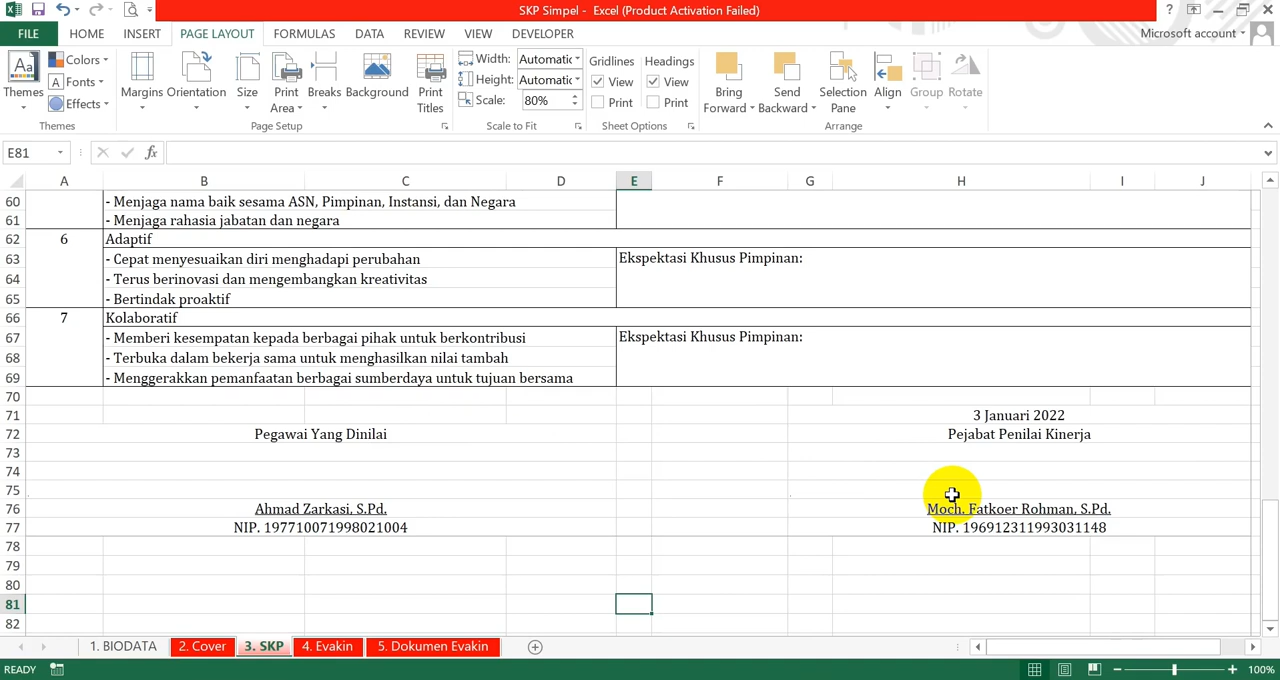 SKP Simpel - Excel (Product Activation Failed)
FILE HOME INSERT PAGE LAYOUT FORMULAS DATA REVIEW VIEW DEVELOPER Microsoft account
Themes Colors Fonts Effects Margins Orientation Size Print Area Breaks Background Print Titles Width: Automatic Height: Automatic Scale: 80% Gridlines View Print Headings View Print Bring Forward Send Backward Selection Pane Align Group Rotate
Themes Page Setup Scale to Fit Sheet Options Arrange
E81 fx
A B C D E F G H I J
60 - Menjaga nama baik sesama ASN, Pimpinan, Instansi, dan Negara
61 - Menjaga rahasia jabatan dan negara
62 6 Adaptif
63 - Cepat menyesuaikan diri menghadapi perubahan Ekspektasi Khusus Pimpinan:
64 - Terus berinovasi dan mengembangkan kreativitas
65 - Bertindak proaktif
66 7 Kolaboratif
67 - Memberi kesempatan kepada berbagai pihak untuk berkontribusi Ekspektasi Khusus Pimpinan:
68 - Terbuka dalam bekerja sama untuk menghasilkan nilai tambah
69 - Menggerakkan pemanfaatan berbagai sumberdaya untuk tujuan bersama
70
71 3 Januari 2022
72 Pegawai Yang Dinilai Pejabat Penilai Kinerja
73
74
75
76 Ahmad Zarkasi, S.Pd. Moch. Fatkoer Rohman, S.Pd.
77 NIP. 197710071998021004 NIP. 196912311993031148
78
79
80
81
82
1. BIODATA 2. Cover 3. SKP 4. Evakin 5. Dokumen Evakin
READY 100%